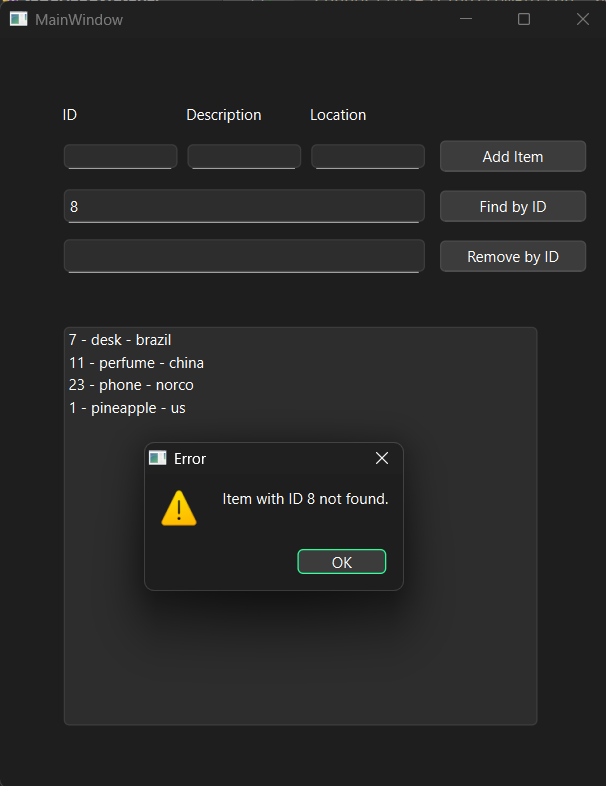 MainWindow
ID Description Location
Add Item
8 Find by ID
Remove by ID
7 - desk - brazil
11 - perfume - china
23 - phone - norco
1 - pineapple - us
Error
Item with ID 8 not found.
OK